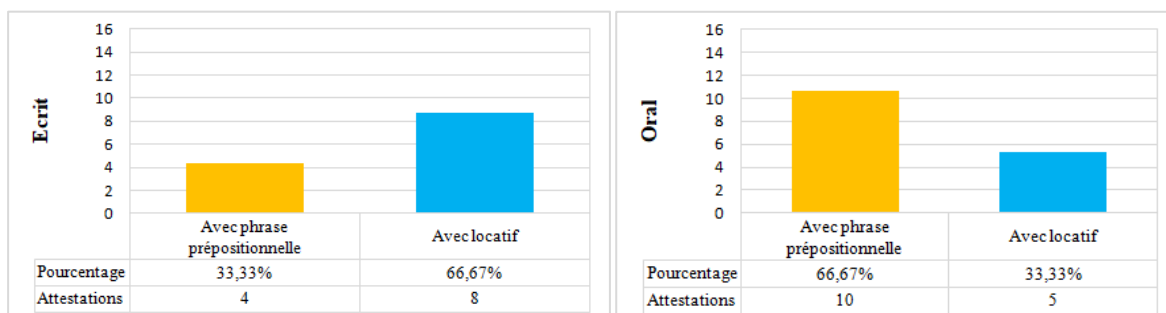 Ecrit
16
14
12
10
8
6
4
2
0
Avec phrase
prépositionnelle
Avec locatif
Pourcentage 33,33% 66,67%
Attestations 4 8
Oral
16
14
12
10
8
6
4
2
0
Avec phrase
prépositionnelle
Avec locatif
Pourcentage 66,67% 33,33%
Attestations 10 5